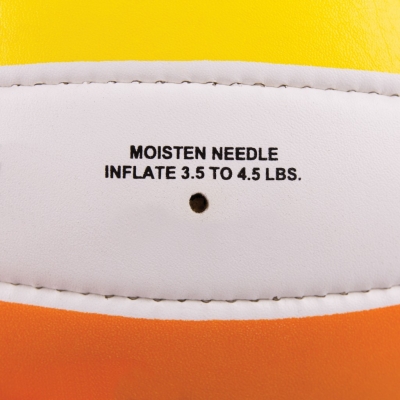 MOISTEN NEEDLE
INFLATE 3.5 TO 4.5 LBS.